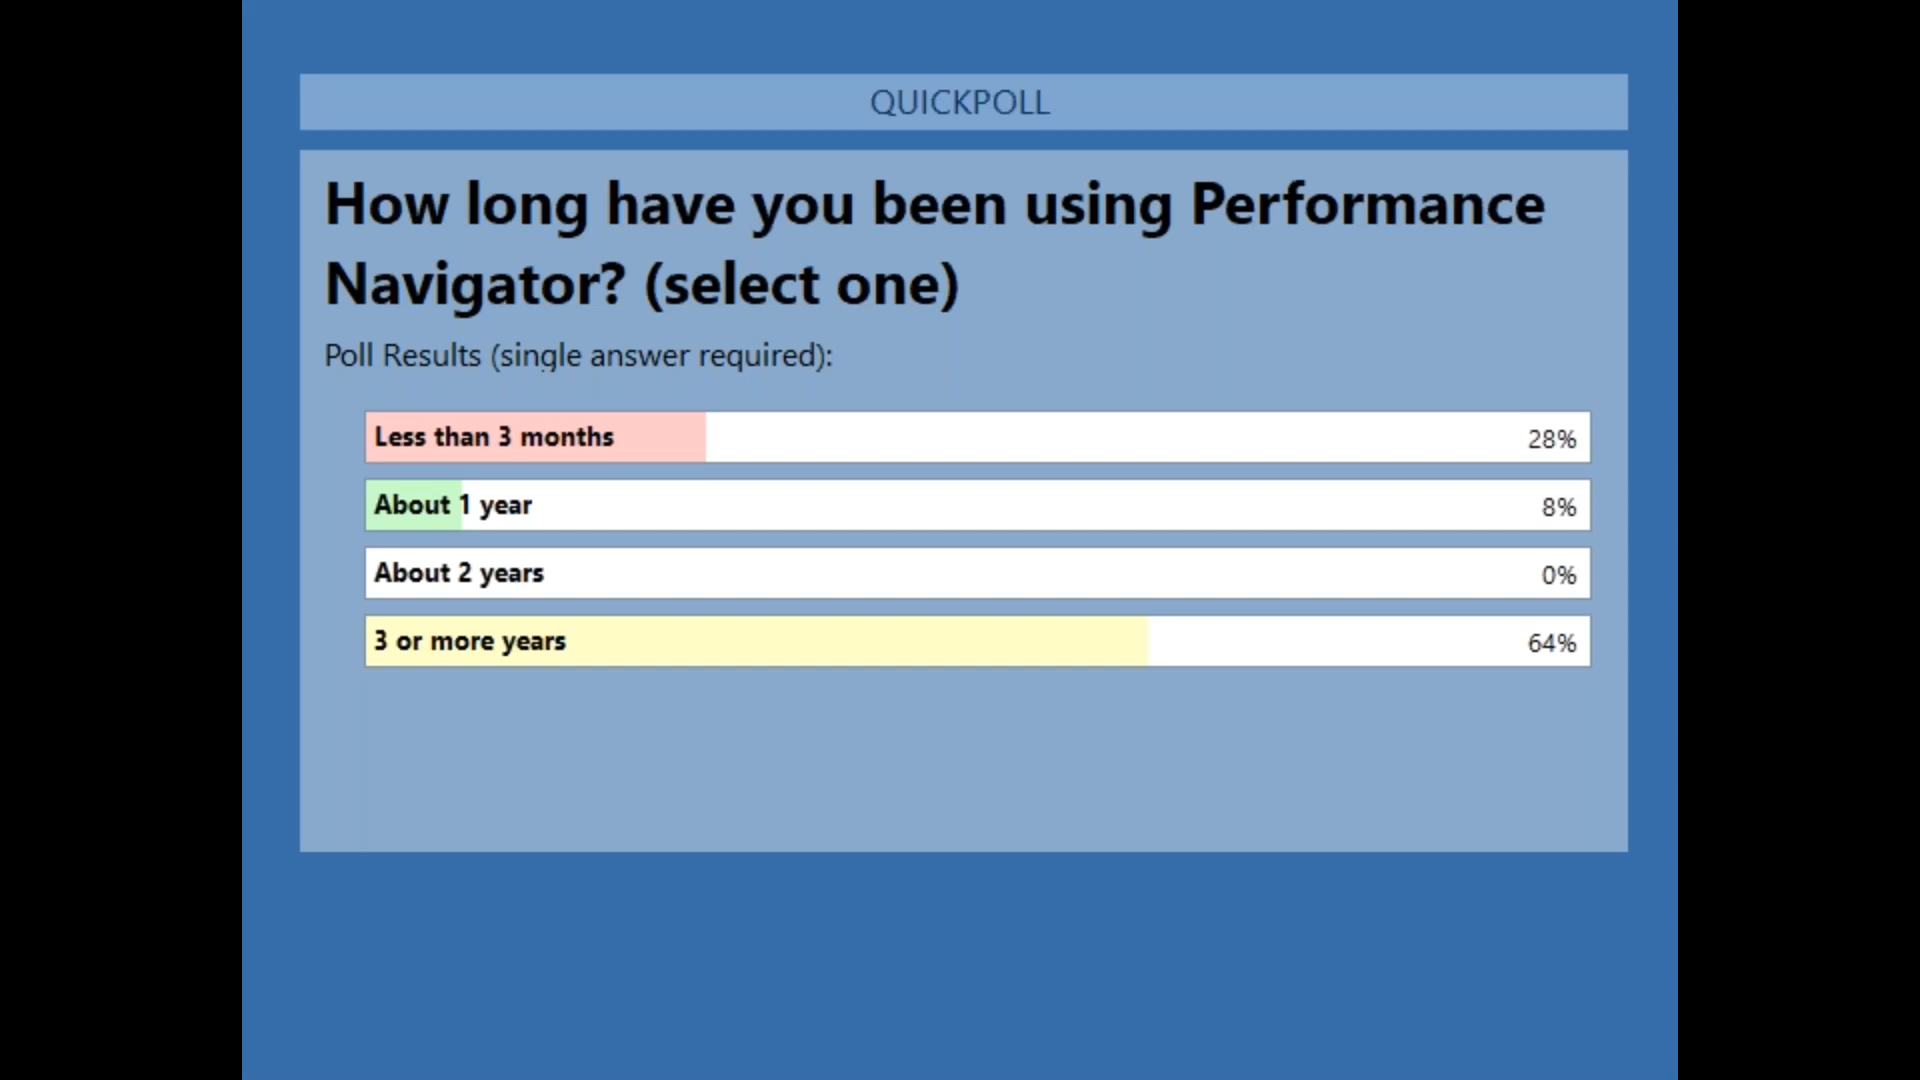 QUICKPOLL
How long have you been using Performance
Navigator? (select one)
Poll Results (single answer required):
Less than 3 months 28%
About 1 year 8%
About 2 years 0%
3 or more years 64%